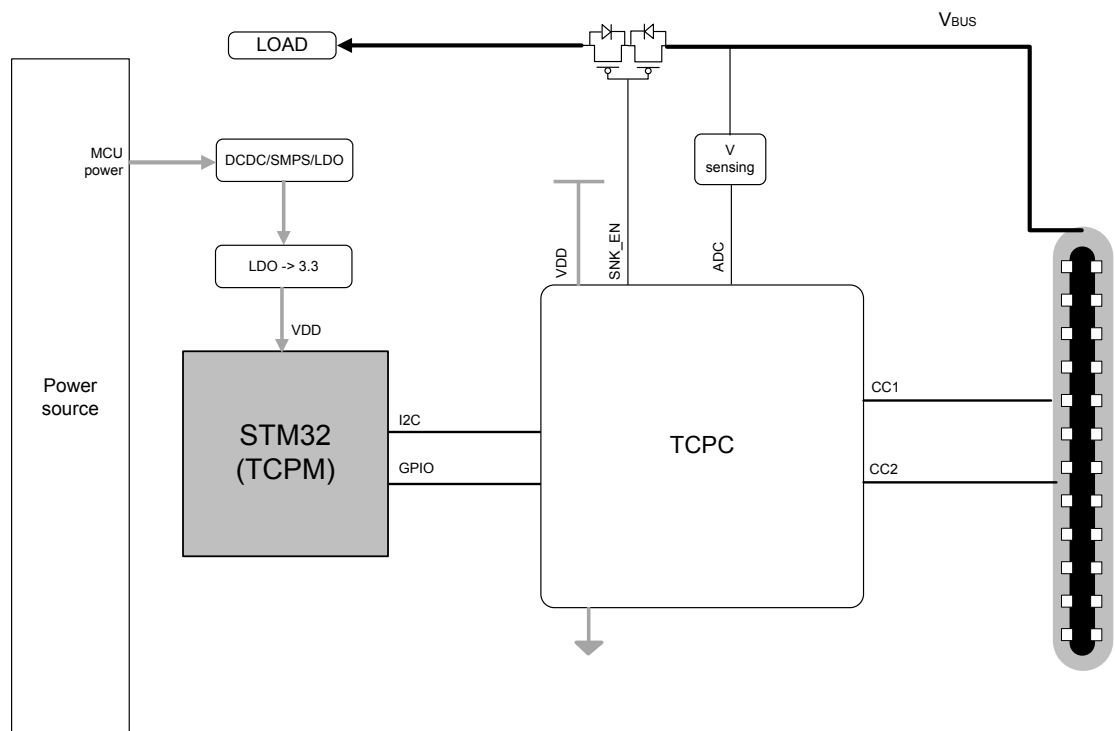 VBUS
LOAD
MCU
power
DCDC/SMPS/LDO
V
sensing
VDD
SNK_EN
ADC
LDO -> 3.3
VDD
Power
source
STM32
(TCPM)
I2C
GPIO
TCPC
CC1
CC2